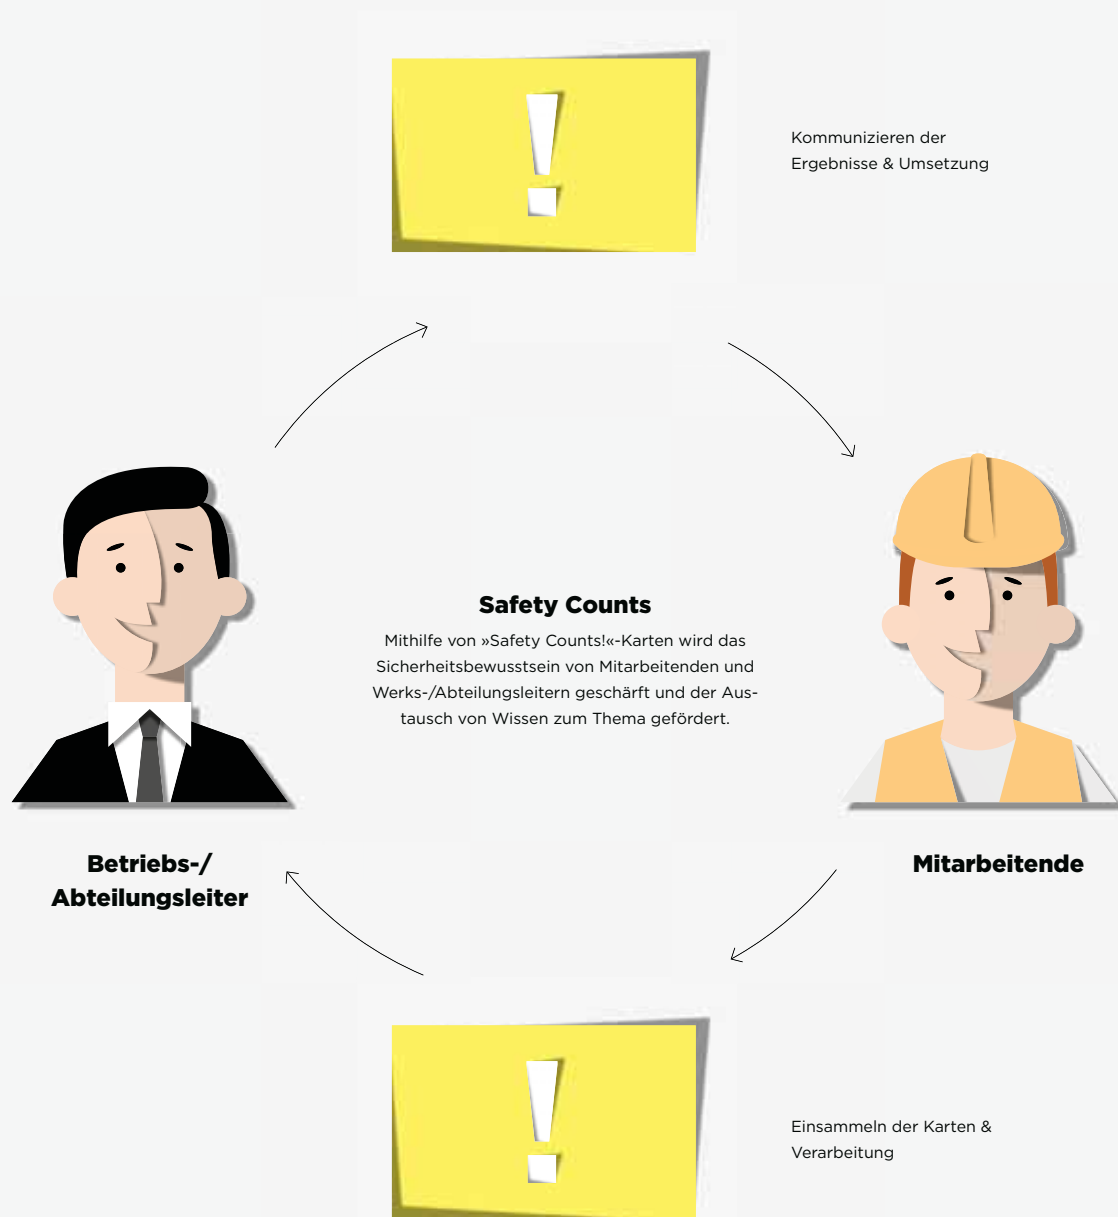 !
Kommunizieren der
Ergebnisse & Umsetzung
Safety Counts
Mithilfe von »Safety Counts!«-Karten wird das
Sicherheitsbewusstsein von Mitarbeitenden und
Werks-/Abteilungsleitern geschärft und der Aus-
tausch von Wissen zum Thema gefördert.
Betriebs-/
Abteilungsleiter
Mitarbeitende
!
Einsammeln der Karten &
Verarbeitung